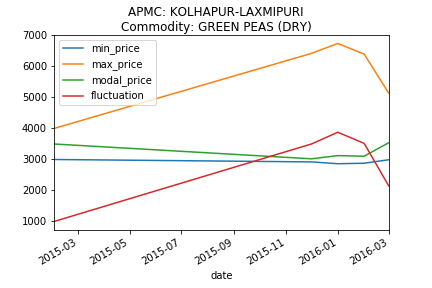 APMC: KOLHAPUR-LAXMIPURI
Commodity: GREEN PEAS (DRY)
7000
6000
5000
4000
3000
2000
1000
min_price
max_price
modal_price
fluctuation
2015-03
2015-05
2015-07
2015-09
2015-11
2016-01
2016-03
date